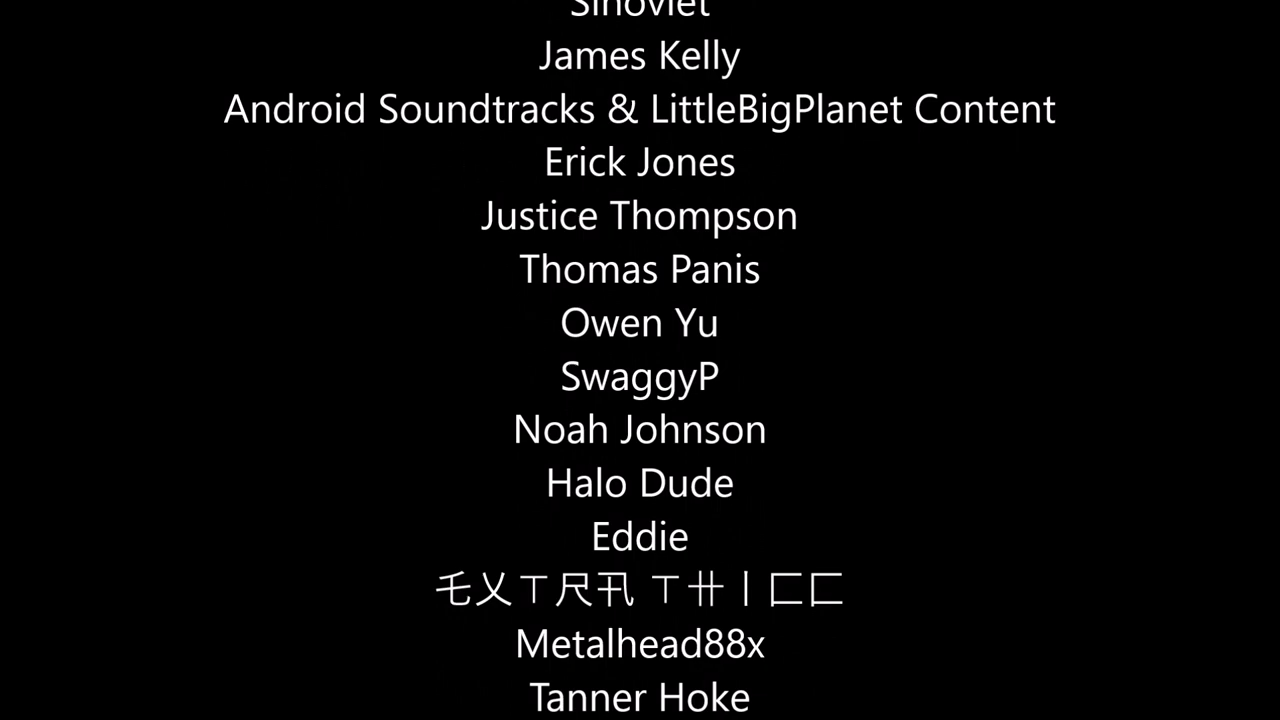 Sinoviet
James Kelly
Android Soundtracks & LittleBigPlanet Content
Erick Jones
Justice Thompson
Thomas Panis
Owen Yu
SwaggyP
Noah Johnson
Halo Dude
Eddie
乇乂ㄒ尺卂 ㄒ卄丨匚匚
Metalhead88x
Tanner Hoke